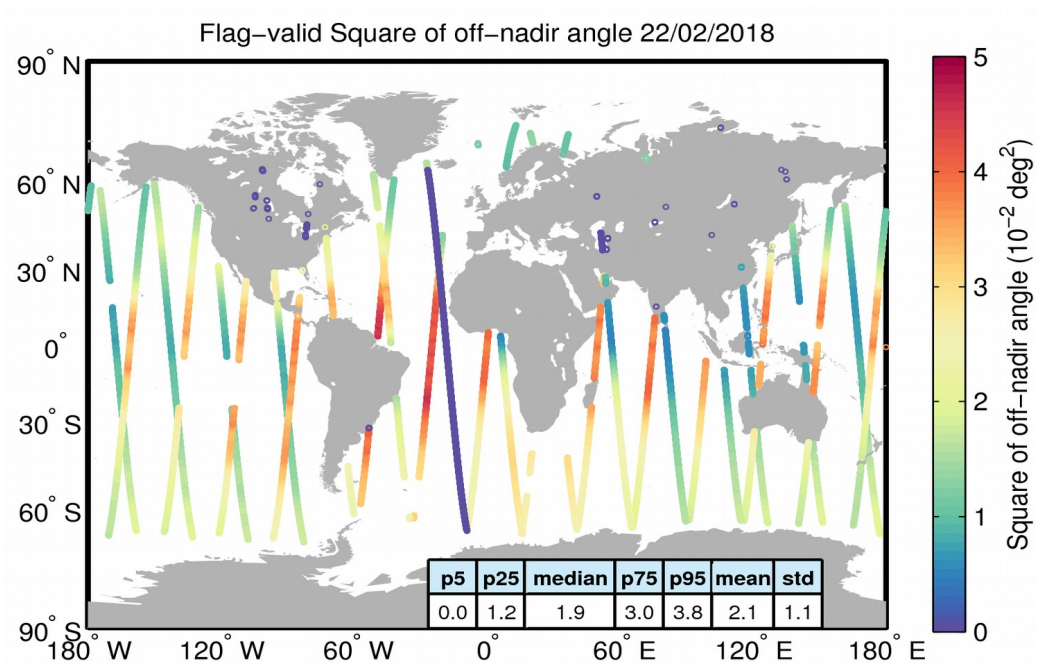 Flag−valid Square of off−nadir angle 22/02/2018
90° N
60° N
30° N
0°
30° S
60° S
90° S
180° W
120° W
60° W
0°
60° E
120° E
180° E
5
4
3
2
1
0
Square of off−nadir angle (10⁻² deg²)
p5 p25 median p75 p95 mean std
0.0 1.2 1.9 3.0 3.8 2.1 1.1